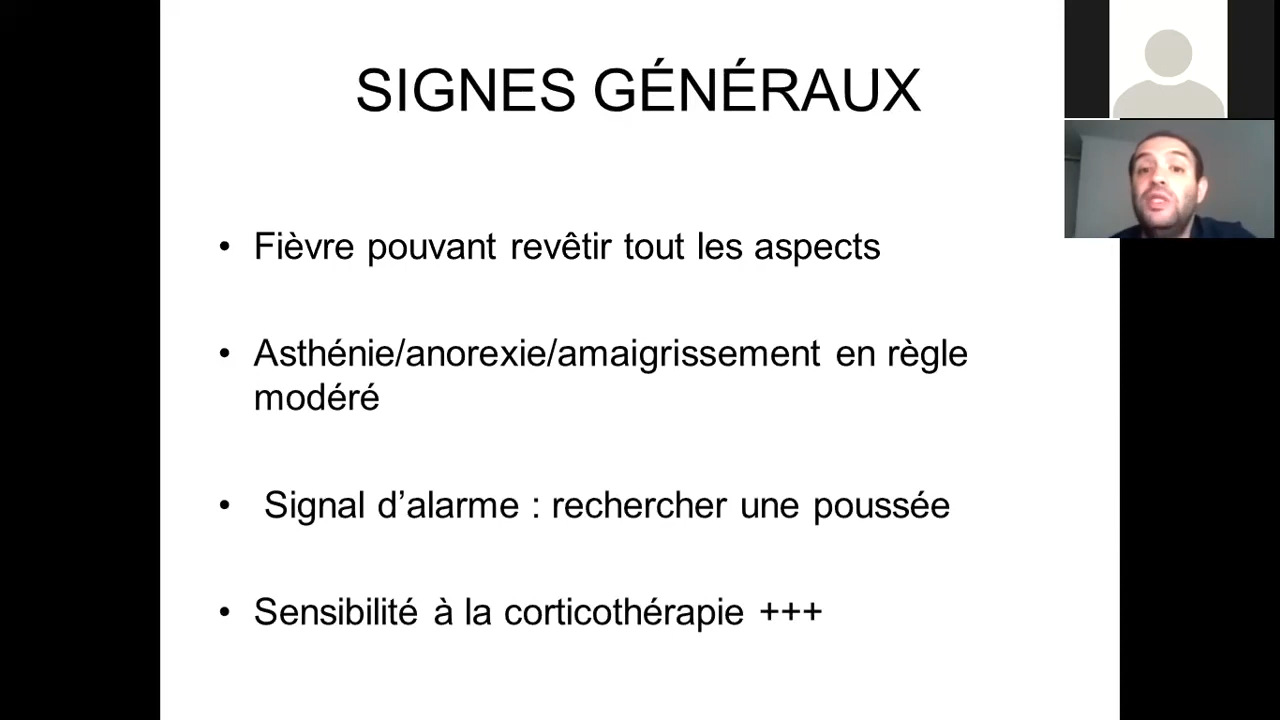 SIGNES GÉNÉRAUX
• Fièvre pouvant revêtir tout les aspects
• Asthénie/anorexie/amaigrissement en règle
modéré
• Signal d’alarme : rechercher une poussée
• Sensibilité à la corticothérapie +++